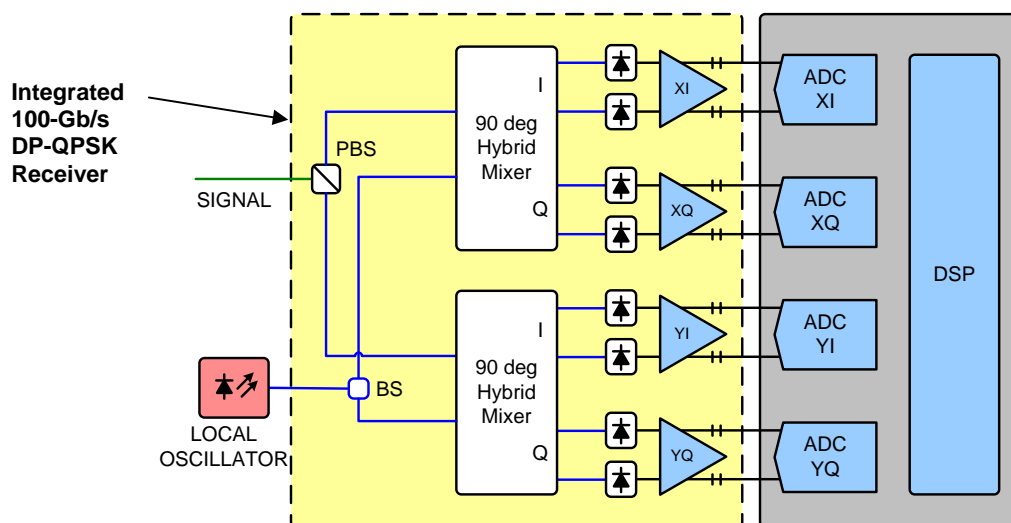 Integrated
100-Gb/s
DP-QPSK
Receiver
SIGNAL
PBS
LOCAL
OSCILLATOR
BS
I
90 deg
Hybrid
Mixer
Q
XI
XQ
I
90 deg
Hybrid
Mixer
Q
YI
YQ
ADC
XI
ADC
XQ
ADC
YI
ADC
YQ
DSP